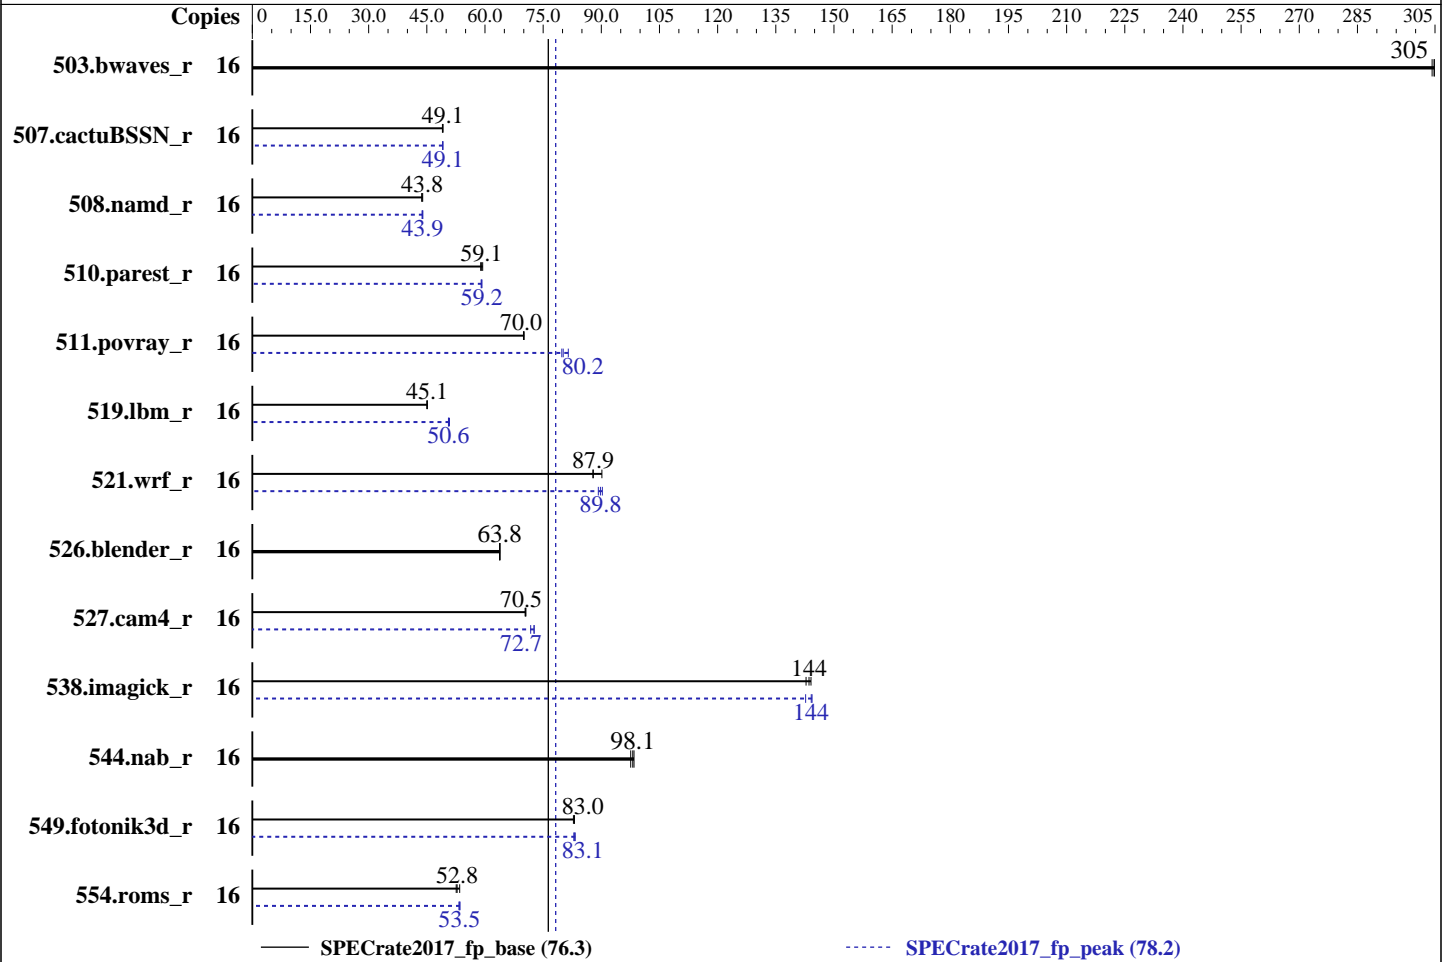 Copies 0 15.0 30.0 45.0 60.0 75.0 90.0 105 120 135 150 165 180 195 210 225 240 255 270 285 305
305
503.bwaves_r 16
49.1
507.cactuBSSN_r 16
49.1
43.8
508.namd_r 16
43.9
59.1
510.parest_r 16
59.2
70.0
511.povray_r 16
80.2
45.1
519.lbm_r 16
50.6
87.9
521.wrf_r 16
89.8
63.8
526.blender_r 16
70.5
527.cam4_r 16
72.7
144
538.imagick_r 16
144
98.1
544.nab_r 16
83.0
549.fotonik3d_r 16
83.1
52.8
554.roms_r 16
53.5
SPECrate2017_fp_base (76.3) SPECrate2017_fp_peak (78.2)